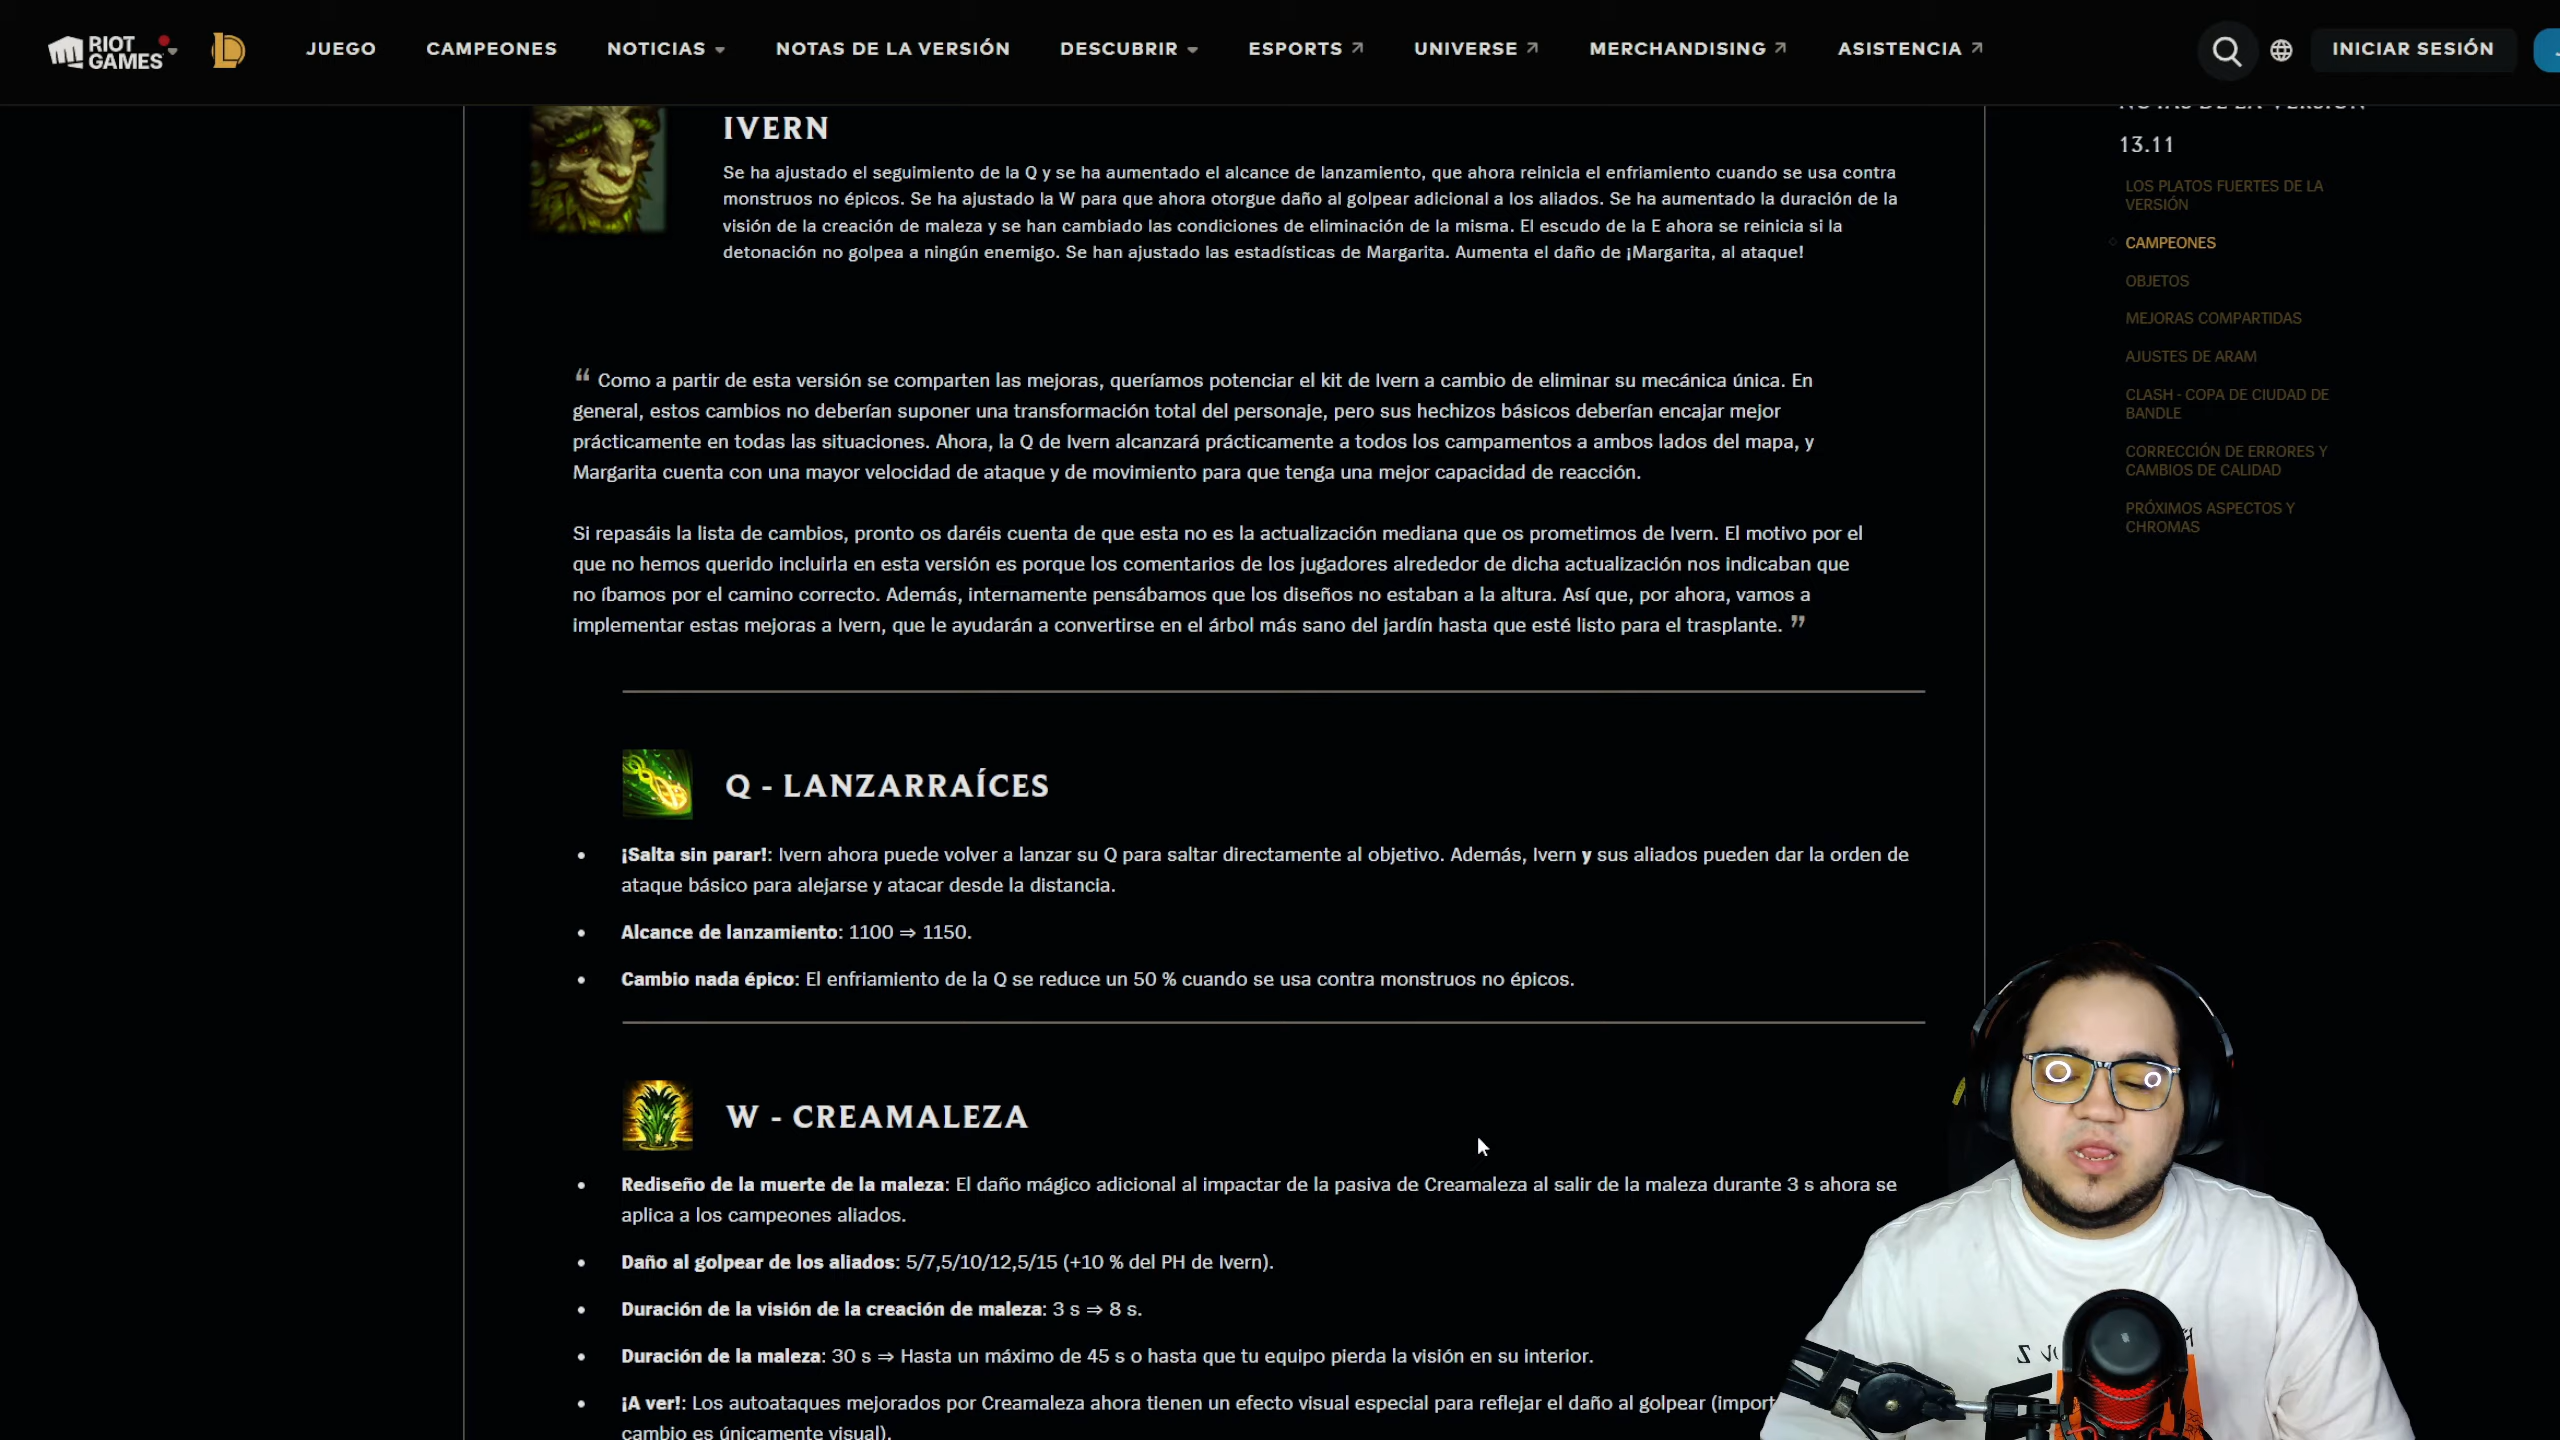 RIOT GAMES
JUEGO
CAMPEONES
NOTICIAS
NOTAS DE LA VERSIÓN
DESCUBRIR
ESPORTS
UNIVERSE
MERCHANDISING
ASISTENCIA
INICIAR SESIÓN
IVERN
Se ha ajustado el seguimiento de la Q y se ha aumentado el alcance de lanzamiento, que ahora reinicia el enfriamiento cuando se usa contra
monstruos no épicos. Se ha ajustado la W para que ahora otorgue daño al golpear adicional a los aliados. Se ha aumentado la duración de la
visión de la creación de maleza y se han cambiado las condiciones de eliminación de la misma. El escudo de la E ahora se reinicia si la
detonación no golpea a ningún enemigo. Se han ajustado las estadísticas de Margarita. Aumenta el daño de ¡Margarita, al ataque!
“ Como a partir de esta versión se comparten las mejoras, queríamos potenciar el kit de Ivern a cambio de eliminar su mecánica única. En
general, estos cambios no deberían suponer una transformación total del personaje, pero sus hechizos básicos deberían encajar mejor
prácticamente en todas las situaciones. Ahora, la Q de Ivern alcanzará prácticamente a todos los campamentos a ambos lados del mapa, y
Margarita cuenta con una mayor velocidad de ataque y de movimiento para que tenga una mejor capacidad de reacción.
Si repasáis la lista de cambios, pronto os daréis cuenta de que esta no es la actualización mediana que os prometimos de Ivern. El motivo por el
que no hemos querido incluirla en esta versión es porque los comentarios de los jugadores alrededor de dicha actualización nos indicaban que
no íbamos por el camino correcto. Además, internamente pensábamos que los diseños no estaban a la altura. Así que, por ahora, vamos a
implementar estas mejoras a Ivern, que le ayudarán a convertirse en el árbol más sano del jardín hasta que esté listo para el trasplante. ”
Q - LANZARRAÍCES
• ¡Salta sin parar!: Ivern ahora puede volver a lanzar su Q para saltar directamente al objetivo. Además, Ivern y sus aliados pueden dar la orden de
ataque básico para alejarse y atacar desde la distancia.
• Alcance de lanzamiento: 1100 ⇒ 1150.
• Cambio nada épico: El enfriamiento de la Q se reduce un 50 % cuando se usa contra monstruos no épicos.
W - CREAMALEZA
• Rediseño de la muerte de la maleza: El daño mágico adicional al impactar de la pasiva de Creamaleza al salir de la maleza durante 3 s ahora se
aplica a los campeones aliados.
• Daño al golpear de los aliados: 5/7,5/10/12,5/15 (+10 % del PH de Ivern).
• Duración de la visión de la creación de maleza: 3 s ⇒ 8 s.
• Duración de la maleza: 30 s ⇒ Hasta un máximo de 45 s o hasta que tu equipo pierda la visión en su interior.
• ¡A ver!: Los autoataques mejorados por Creamaleza ahora tienen un efecto visual especial para reflejar el daño al golpear (import
cambio es únicamente visual).
NOTAS DE LA VERSIÓN
13.11
LOS PLATOS FUERTES DE LA
VERSIÓN
CAMPEONES
OBJETOS
MEJORAS COMPARTIDAS
AJUSTES DE ARAM
CLASH - COPA DE CIUDAD DE
BANDLE
CORRECCIÓN DE ERRORES Y
CAMBIOS DE CALIDAD
PRÓXIMOS ASPECTOS Y
CHROMAS